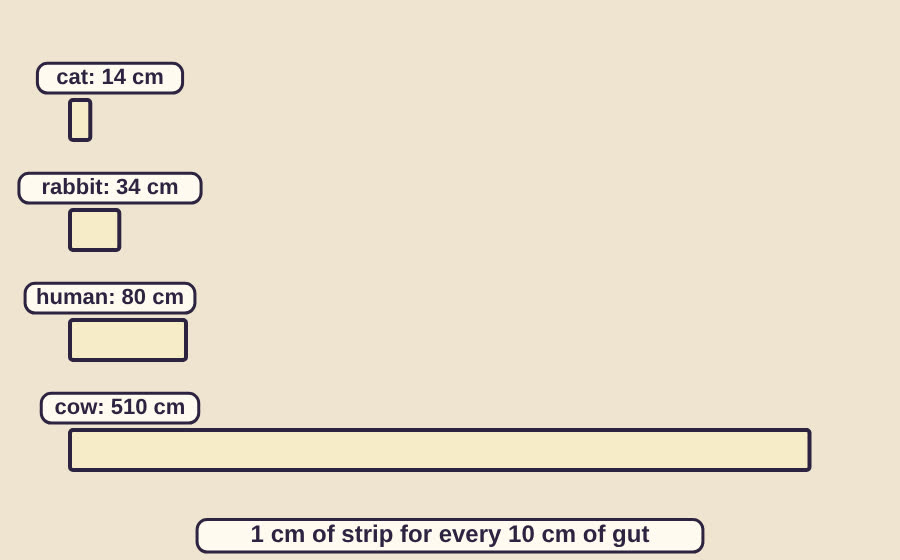 cat: 14 cm
rabbit: 34 cm
human: 80 cm
cow: 510 cm
1 cm of strip for every 10 cm of gut